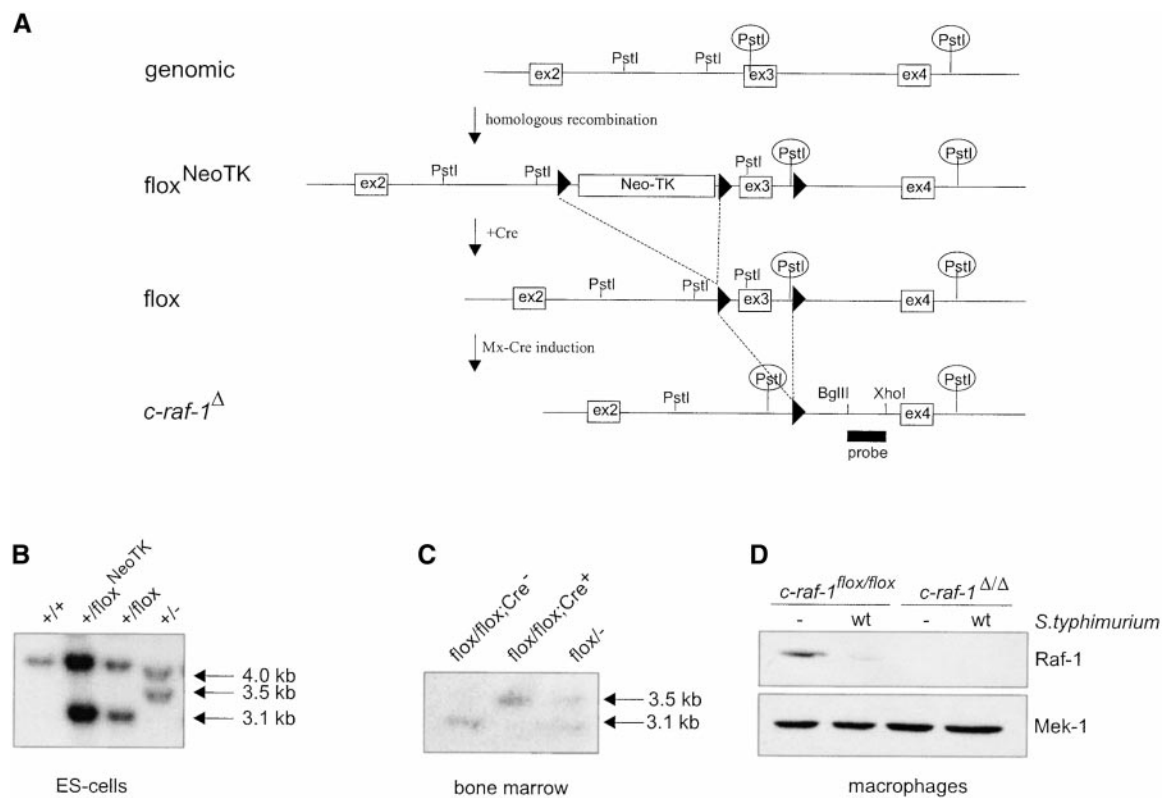 A
genomic
ex2
PstI
PstI
PstI
ex3
ex4
PstI
homologous recombination
flox NeoTK
ex2
PstI
PstI
Neo-TK
PstI
ex3
PstI
ex4
PstI
+Cre
flox
ex2
PstI
PstI
PstI
ex3
PstI
ex4
PstI
Mx-Cre induction
c-raf-1 Δ
ex2
PstI
PstI
BglII
XhoI
ex4
PstI
probe
B
+/+
+/flox NeoTK
+/flox
+/-
4.0 kb
3.5 kb
3.1 kb
ES-cells
C
flox/flox;Cre -
flox/flox;Cre +
flox/-
3.5 kb
3.1 kb
bone marrow
D
c-raf-1 flox/flox c-raf-1 Δ/Δ
- wt - wt S.typhimurium
Raf-1
Mek-1
macrophages